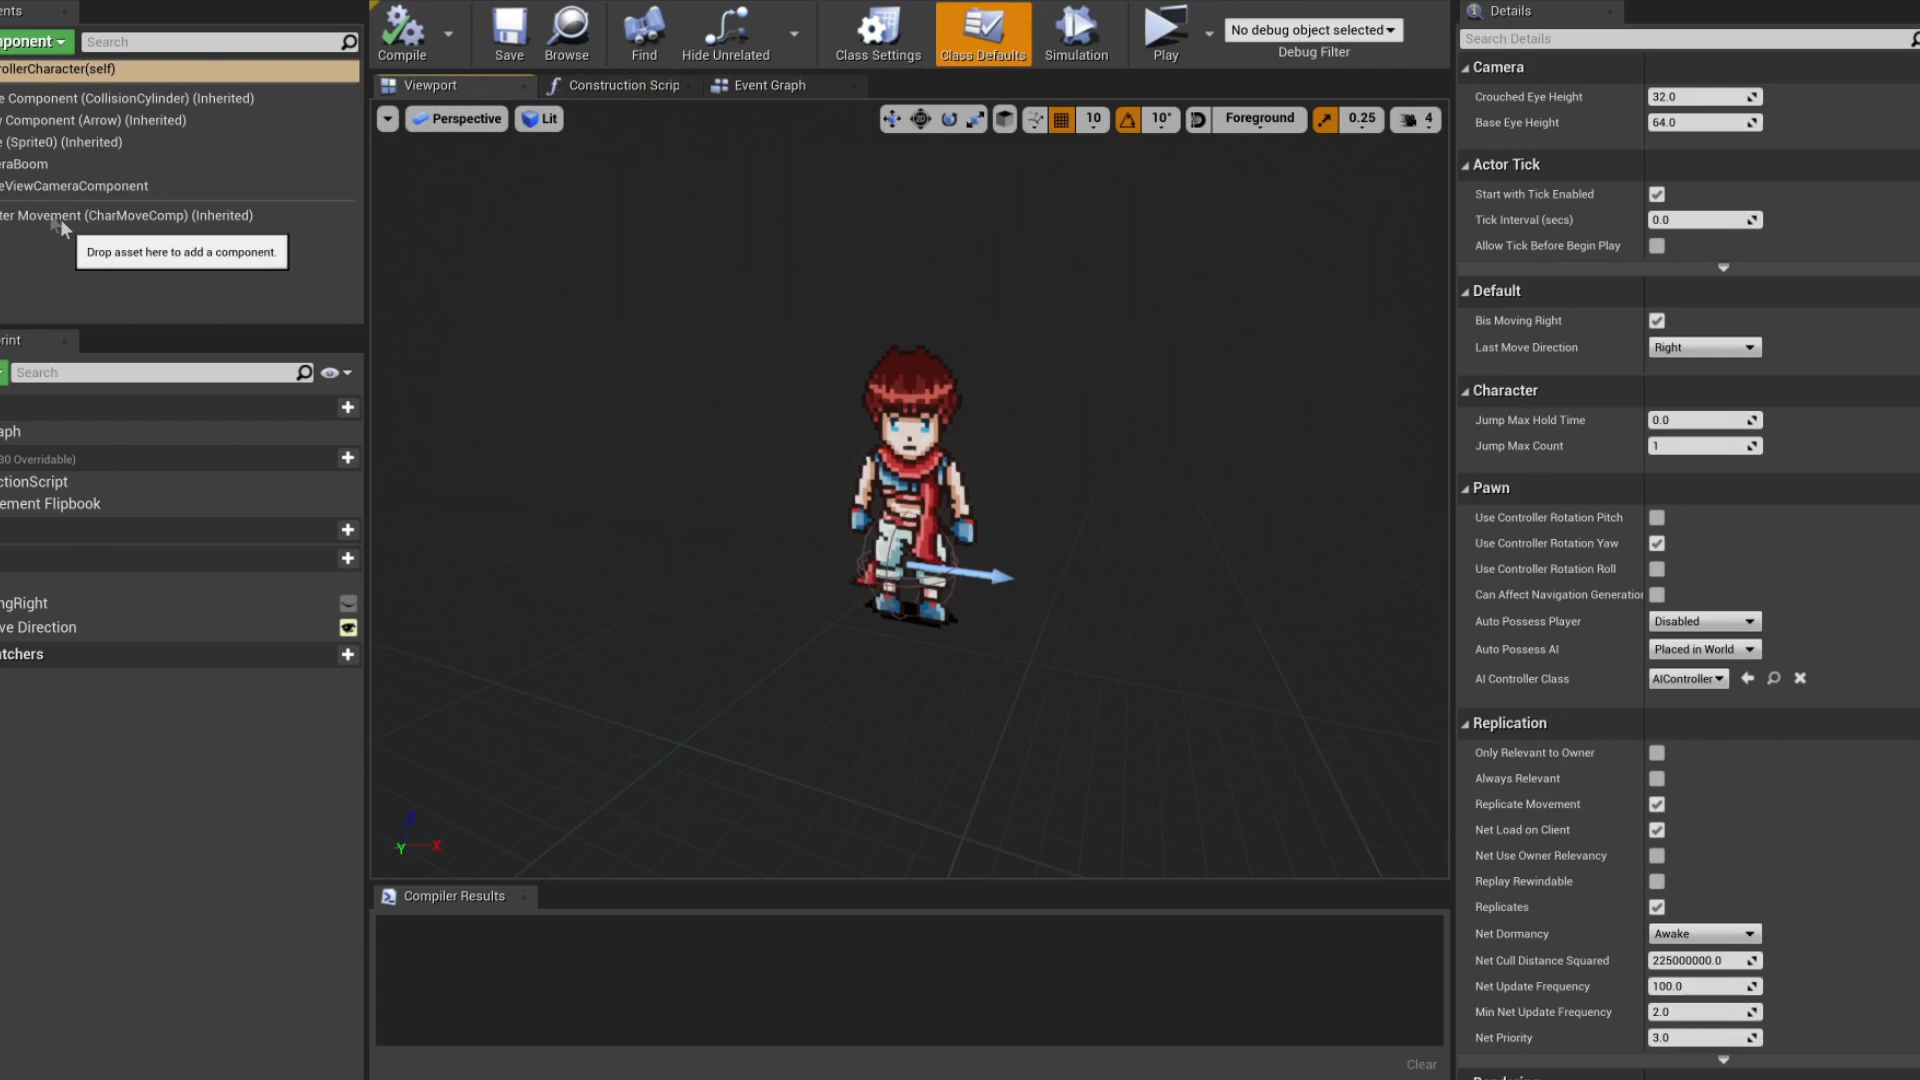 ents
ponent
Search
rollerCharacter(self)
e Component (CollisionCylinder) (Inherited)
v Component (Arrow) (Inherited)
e (Sprite0) (Inherited)
eraBoom
eViewCameraComponent
ter Movement (CharMoveComp) (Inherited)
Drop asset here to add a component.
rint
Search
aph
30 Overridable)
ctionScript
ement Flipbook
ngRight
ve Direction
atchers
Compile
Save
Browse
Find
Hide Unrelated
Class Settings
Class Defaults
Simulation
Play
No debug object selected
Debug Filter
Viewport
Construction Scrip
Event Graph
Perspective
Lit
10
10°
Foreground
0.25
4
Z
Y
X
Compiler Results
Clear
Details
Search Details
Camera
Crouched Eye Height 32.0
Base Eye Height 64.0
Actor Tick
Start with Tick Enabled
Tick Interval (secs) 0.0
Allow Tick Before Begin Play
Default
Bis Moving Right
Last Move Direction Right
Character
Jump Max Hold Time 0.0
Jump Max Count 1
Pawn
Use Controller Rotation Pitch
Use Controller Rotation Yaw
Use Controller Rotation Roll
Can Affect Navigation Generation
Auto Possess Player Disabled
Auto Possess AI Placed in World
AI Controller Class AIController
Replication
Only Relevant to Owner
Always Relevant
Replicate Movement
Net Load on Client
Net Use Owner Relevancy
Replay Rewindable
Replicates
Net Dormancy Awake
Net Cull Distance Squared 225000000.0
Net Update Frequency 100.0
Min Net Update Frequency 2.0
Net Priority 3.0